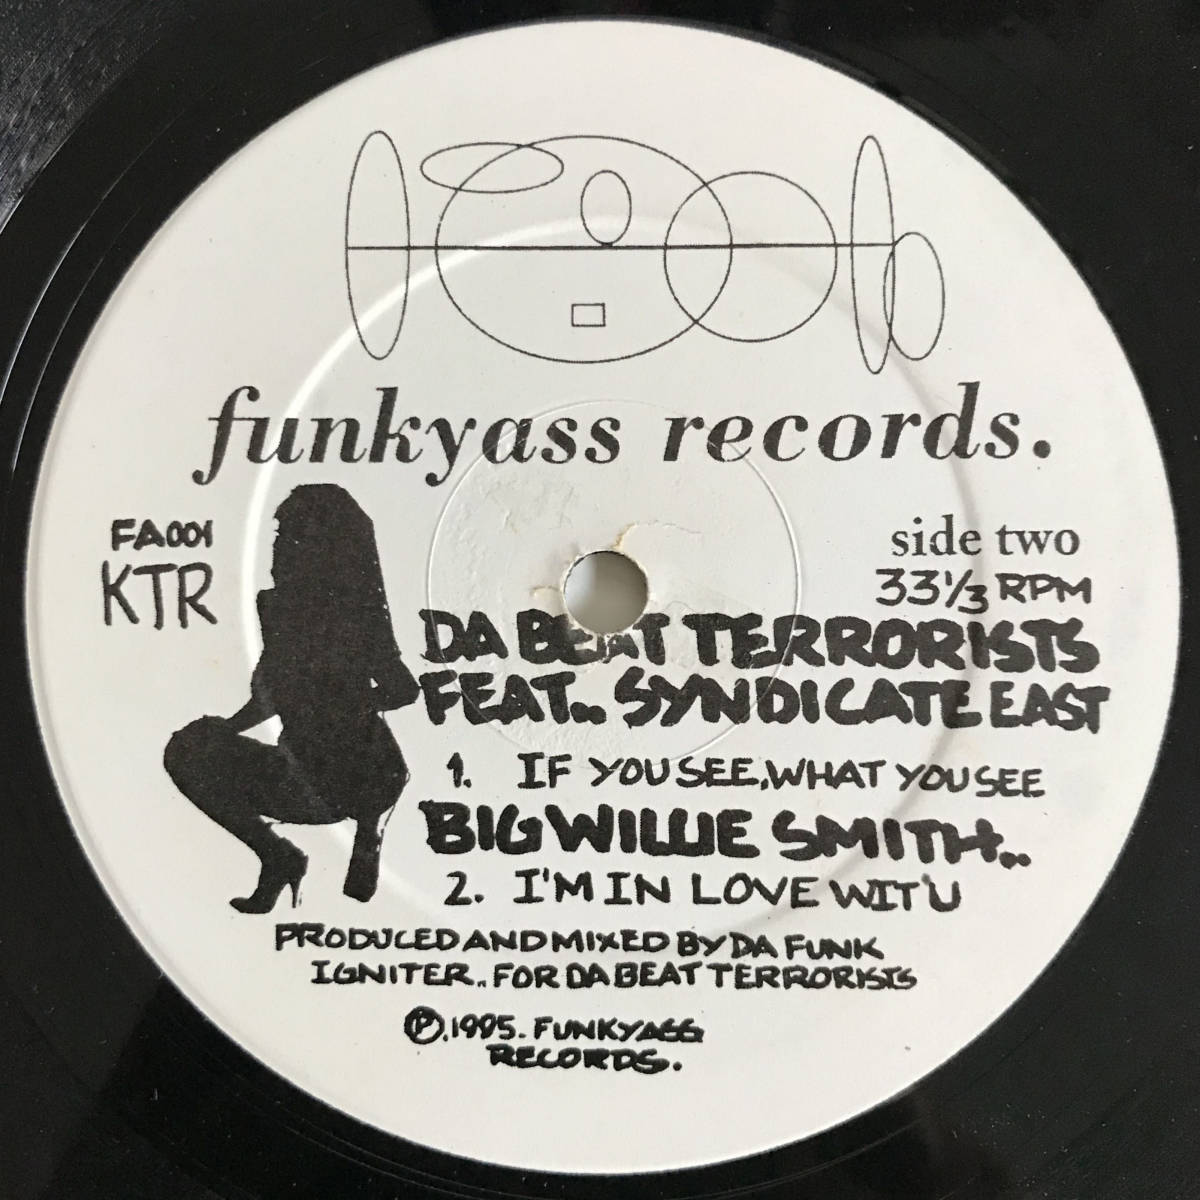 funkyass records.
FA001
KTR
side two
33 1/3 RPM
DA BEAT TERRORISTS
FEAT.. SYNDICATE EAST
1. IF YOU SEE, WHAT YOU SEE
BIG WILLIE SMITH..
2. I'M IN LOVE WIT'U
PRODUCED AND MIXED BY DA FUNK
IGNITER.. FOR DA BEAT TERRORISTS
℗.1995. FUNKYASS
RECORDS.